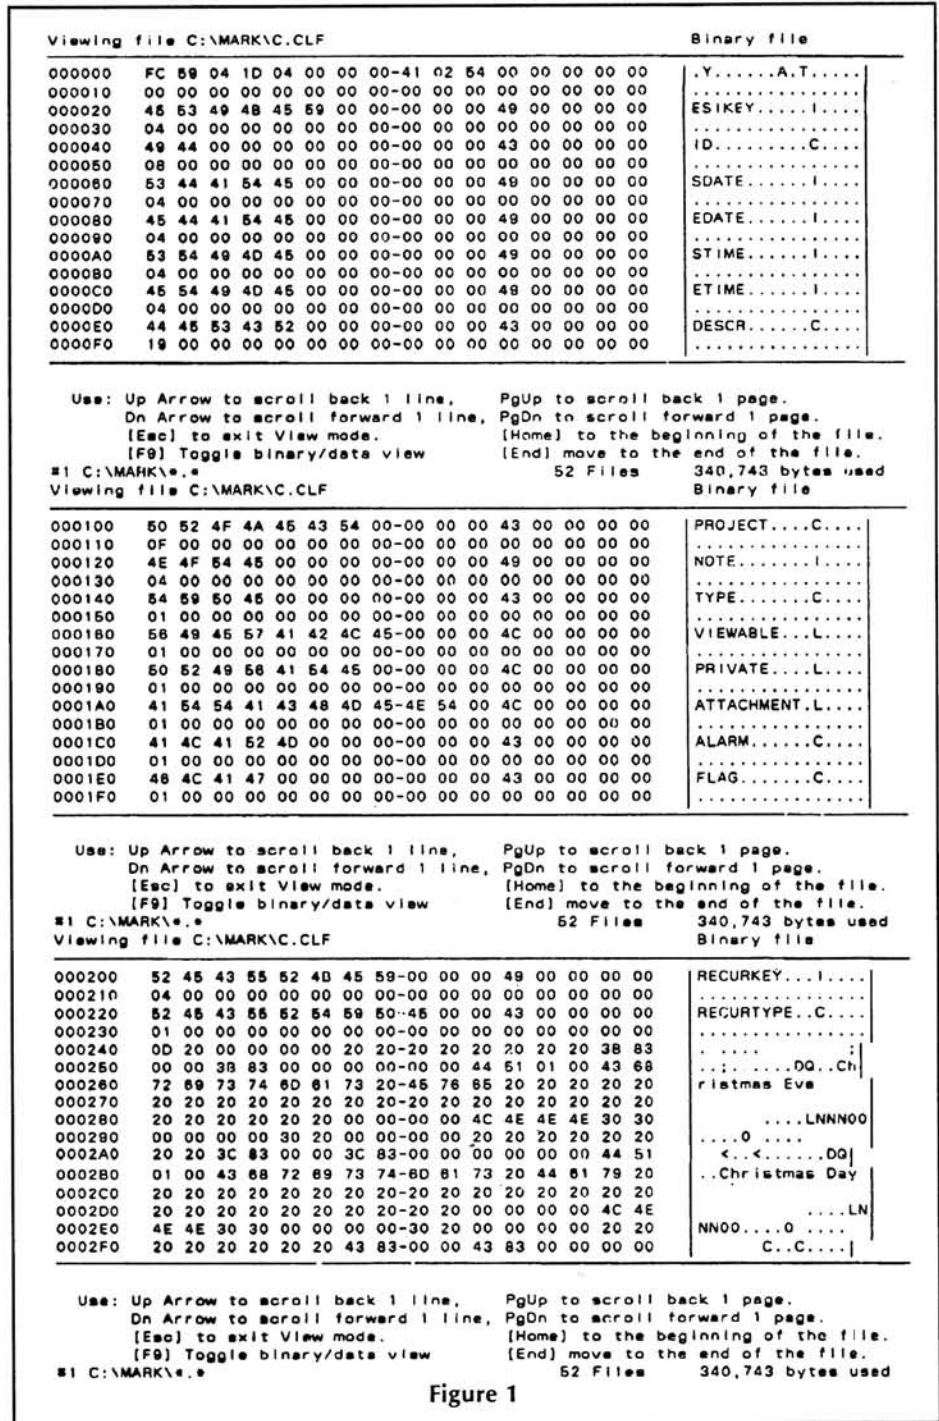 Viewing file C:\MARK\C.CLF Binary file
000000 FC 59 04 1D 04 00 00 00-41 02 54 00 00 00 00 00 .Y......A.T.....
000010 00 00 00 00 00 00 00 00-00 00 00 00 00 00 00 00 ................
000020 45 53 49 4B 45 59 00 00-00 00 00 49 00 00 00 00 ESIKEY.....I....
000030 04 00 00 00 00 00 00 00-00 00 00 00 00 00 00 00 ................
000040 49 44 00 00 00 00 00 00-00 00 00 43 00 00 00 00 ID.........C....
000050 08 00 00 00 00 00 00 00-00 00 00 00 00 00 00 00 ................
000060 53 44 41 54 45 00 00 00-00 00 00 49 00 00 00 00 SDATE......I....
000070 04 00 00 00 00 00 00 00-00 00 00 00 00 00 00 00 ................
000080 45 44 41 54 45 00 00 00-00 00 00 49 00 00 00 00 EDATE......I....
000090 04 00 00 00 00 00 00 00-00 00 00 00 00 00 00 00 ................
0000A0 53 54 49 4D 45 00 00 00-00 00 00 49 00 00 00 00 STIME......I....
0000B0 04 00 00 00 00 00 00 00-00 00 00 00 00 00 00 00 ................
0000C0 45 54 49 4D 45 00 00 00-00 00 00 49 00 00 00 00 ETIME......I....
0000D0 04 00 00 00 00 00 00 00-00 00 00 00 00 00 00 00 ................
0000E0 44 45 53 43 52 00 00 00-00 00 00 43 00 00 00 00 DESCR......C....
0000F0 19 00 00 00 00 00 00 00-00 00 00 00 00 00 00 00 ................
Use: Up Arrow to scroll back 1 line, PgUp to scroll back 1 page.
Dn Arrow to scroll forward 1 line, PgDn to scroll forward 1 page.
[Esc] to exit View mode. [Home] to the beginning of the file.
[F9] Toggle binary/data view [End] move to the end of the file.
#1 C:\MARK\*.* 52 Files 340,743 bytes used
Viewing file C:\MARK\C.CLF Binary file
000100 50 52 4F 4A 45 43 54 00-00 00 00 43 00 00 00 00 PROJECT....C....
000110 0F 00 00 00 00 00 00 00-00 00 00 00 00 00 00 00 ................
000120 4E 4F 54 45 00 00 00 00-00 00 00 49 00 00 00 00 NOTE.......I....
000130 04 00 00 00 00 00 00 00-00 00 00 00 00 00 00 00 ................
000140 54 59 50 45 00 00 00 00-00 00 00 43 00 00 00 00 TYPE.......C....
000150 01 00 00 00 00 00 00 00-00 00 00 00 00 00 00 00 ................
000160 56 49 45 57 41 42 4C 45-00 00 00 4C 00 00 00 00 VIEWABLE...L....
000170 01 00 00 00 00 00 00 00-00 00 00 00 00 00 00 00 ................
000180 50 52 49 56 41 54 45 00-00 00 00 4C 00 00 00 00 PRIVATE....L....
000190 01 00 00 00 00 00 00 00-00 00 00 00 00 00 00 00 ................
0001A0 41 54 54 41 43 48 4D 45-4E 54 00 4C 00 00 00 00 ATTACHMENT.L....
0001B0 01 00 00 00 00 00 00 00-00 00 00 00 00 00 00 00 ................
0001C0 41 4C 41 52 4D 00 00 00-00 00 00 43 00 00 00 00 ALARM......C....
0001D0 01 00 00 00 00 00 00 00-00 00 00 00 00 00 00 00 ................
0001E0 46 4C 41 47 00 00 00 00-00 00 00 43 00 00 00 00 FLAG.......C....
0001F0 01 00 00 00 00 00 00 00-00 00 00 00 00 00 00 00 ................
Use: Up Arrow to scroll back 1 line, PgUp to scroll back 1 page.
Dn Arrow to scroll forward 1 line, PgDn to scroll forward 1 page.
[Esc] to exit View mode. [Home] to the beginning of the file.
[F9] Toggle binary/data view [End] move to the end of the file.
#1 C:\MARK\*.* 52 Files 340,743 bytes used
Viewing file C:\MARK\C.CLF Binary file
000200 52 45 43 55 52 4B 45 59-00 00 00 49 00 00 00 00 RECURKEY...I....
000210 04 00 00 00 00 00 00 00-00 00 00 00 00 00 00 00 ................
000220 52 45 43 55 52 54 59 50-45 00 00 43 00 00 00 00 RECURTYPE..C....
000230 01 00 00 00 00 00 00 00-00 00 00 00 00 00 00 00 ................
000240 0D 20 00 00 00 00 20 20-20 20 20 20 20 20 3B 83 . .... ;
000250 00 00 3B 83 00 00 00 00-00 00 44 51 01 00 43 68 ..;.......DQ..Ch
000260 72 69 73 74 6D 61 73 20-45 76 65 20 20 20 20 20 ristmas Eve
000270 20 20 20 20 20 20 20 20-20 20 20 20 20 20 20 20
000280 20 20 20 20 20 20 00 00-00 00 4C 4E 4E 4E 30 30 ....LNNN00
000290 00 00 00 00 30 20 00 00-00 00 20 20 20 20 20 20 ....0 ....
0002A0 20 20 3C 83 00 00 3C 83-00 00 00 00 00 00 44 51 <..<......DQ
0002B0 01 00 43 68 72 69 73 74-6D 61 73 20 44 61 79 20 ..Christmas Day
0002C0 20 20 20 20 20 20 20 20-20 20 20 20 20 20 20 20
0002D0 20 20 20 20 20 20 20 20-20 20 00 00 00 00 4C 4E ....LN
0002E0 4E 4E 30 30 00 00 00 00-30 20 00 00 00 00 20 20 NN00....0 ....
0002F0 20 20 20 20 20 20 43 83-00 00 43 83 00 00 00 00 C..C....
Use: Up Arrow to scroll back 1 line, PgUp to scroll back 1 page.
Dn Arrow to scroll forward 1 line, PgDn to scroll forward 1 page.
[Esc] to exit View mode. [Home] to the beginning of the file.
[F9] Toggle binary/data view [End] move to the end of the file.
#1 C:\MARK\*.* 52 Files 340,743 bytes used
Figure 1